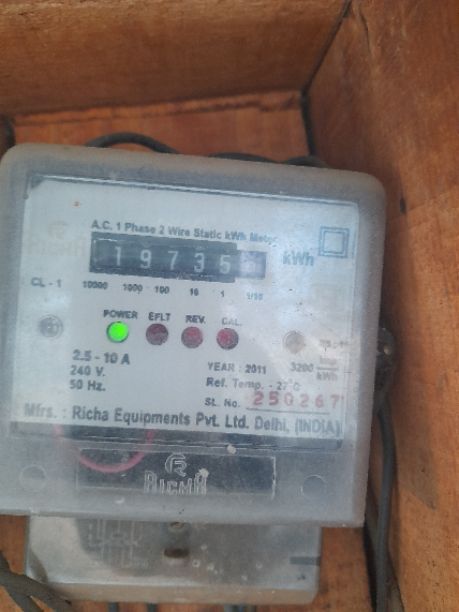 A.C. 1 Phase 2 Wire Static kWh Meter
19735
kWh
CL - 1
10000 1000 100 10 1 1/10
POWER EFLT REV. CAL.
2.5 - 10 A
240 V.
50 Hz.
YEAR : 2011
3200
Imp
kWh
Ref. Temp. - 27°C
SL. No. 250267
Mfrs. : Richa Equipments Pvt. Ltd. Delhi, (INDIA)
RICHA